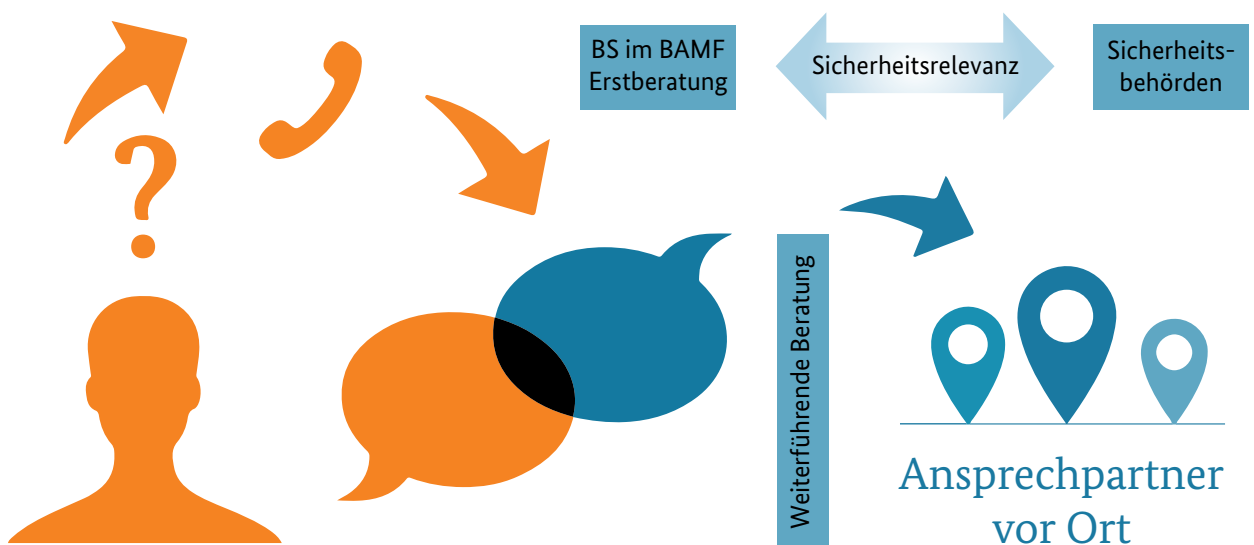 BS im BAMF
Erstberatung
Sicherheitsrelevanz
Sicherheits-
behörden
?
Weiterführende Beratung
Ansprechpartner
vor Ort